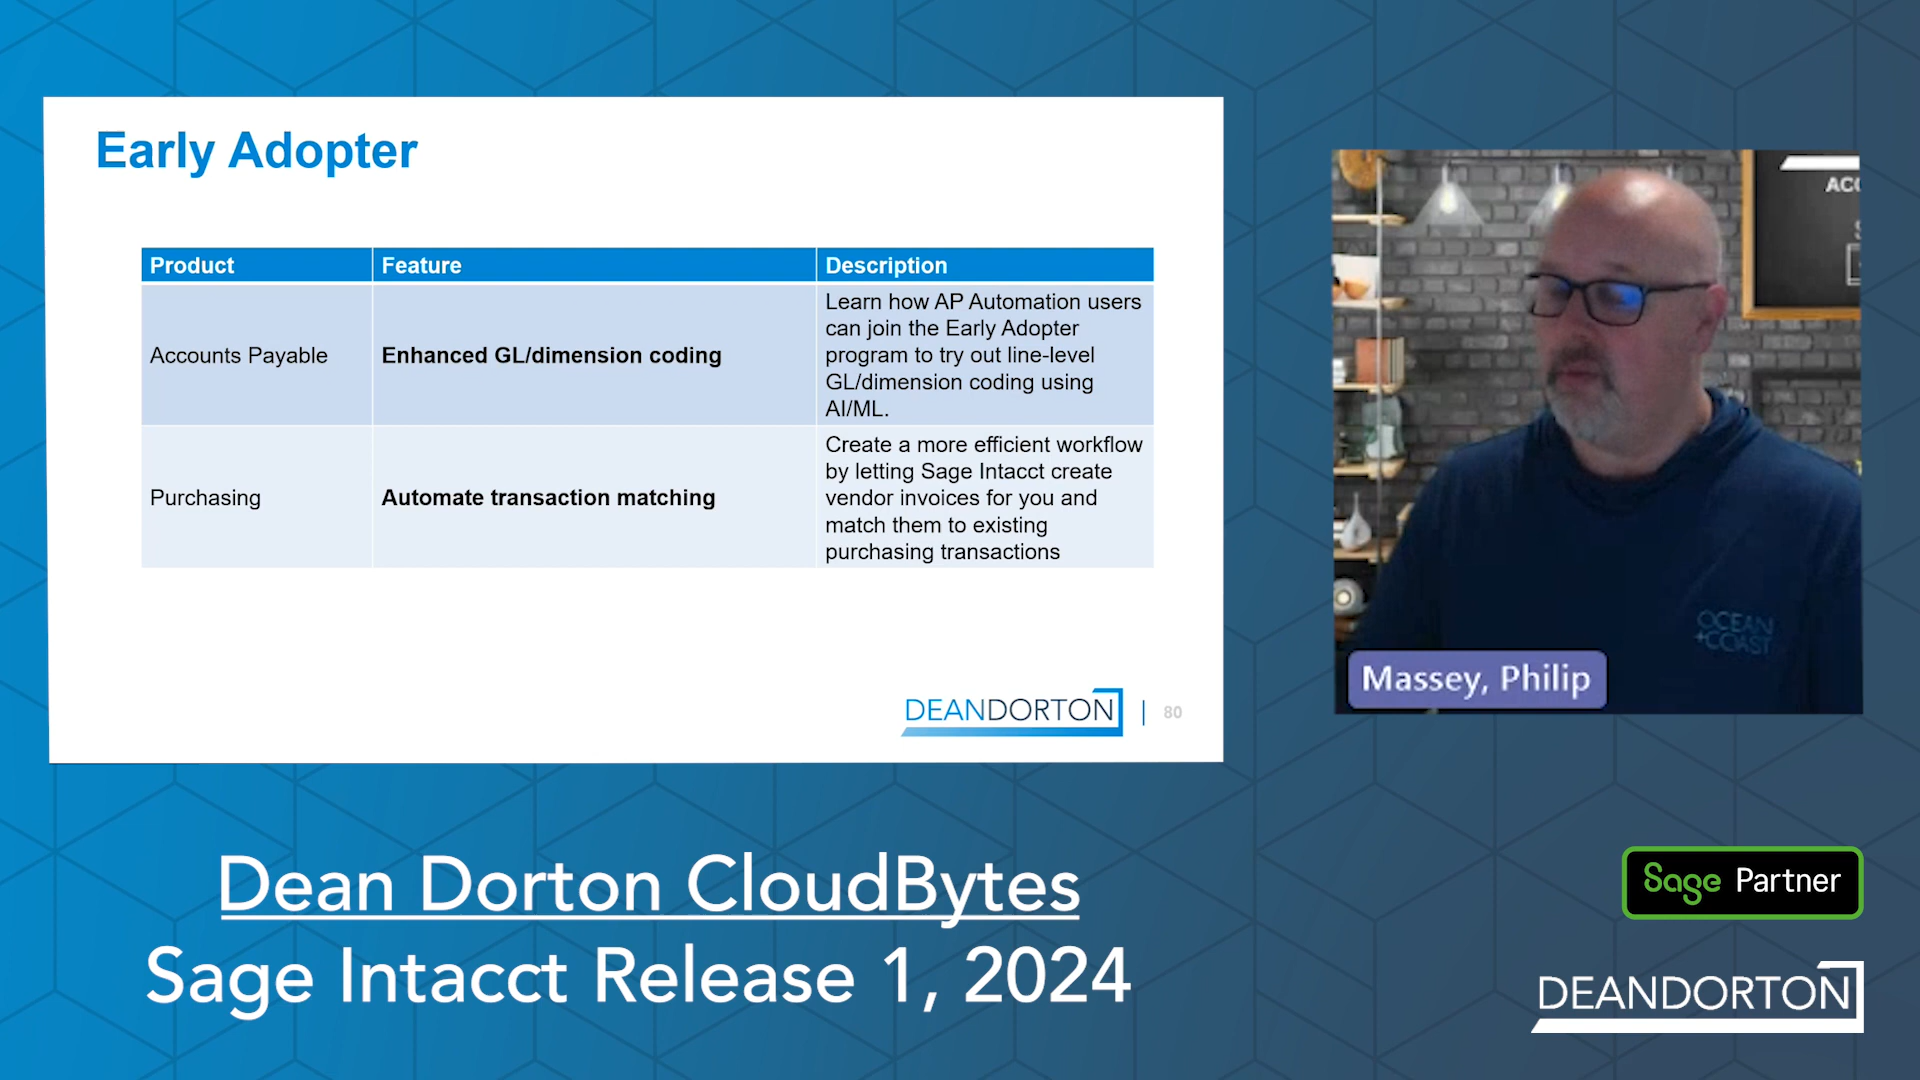 Early Adopter
Product Feature Description
Accounts Payable
Enhanced GL/dimension coding
Learn how AP Automation users
can join the Early Adopter
program to try out line-level
GL/dimension coding using
AI/ML.
Purchasing
Automate transaction matching
Create a more efficient workflow
by letting Sage Intacct create
vendor invoices for you and
match them to existing
purchasing transactions
DEANDORTON | 80
OCEAN
+COAST
Massey, Philip
Dean Dorton CloudBytes
Sage Intacct Release 1, 2024
Sage Partner
DEANDORTON